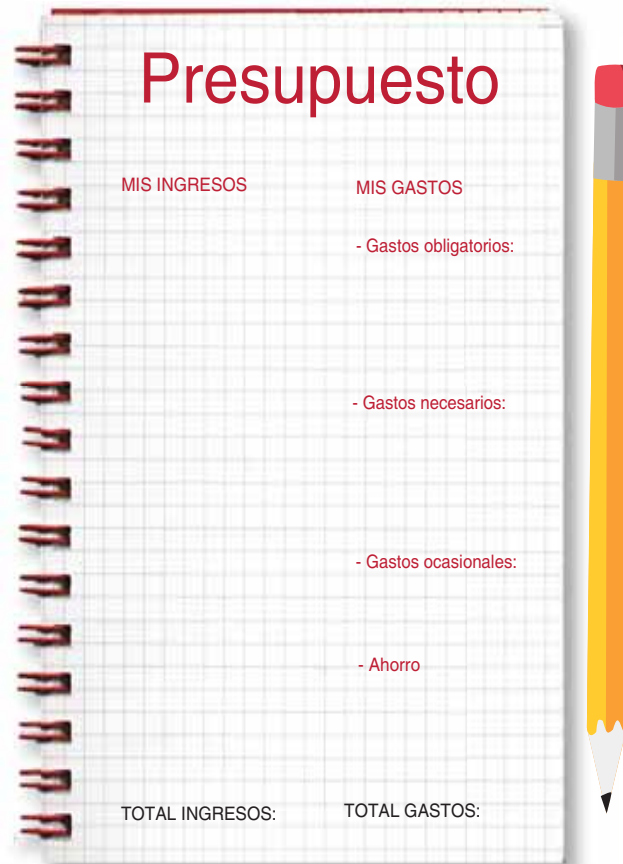 Presupuesto
MIS INGRESOS
MIS GASTOS
- Gastos obligatorios:
- Gastos necesarios:
- Gastos ocasionales:
- Ahorro
TOTAL INGRESOS:
TOTAL GASTOS: